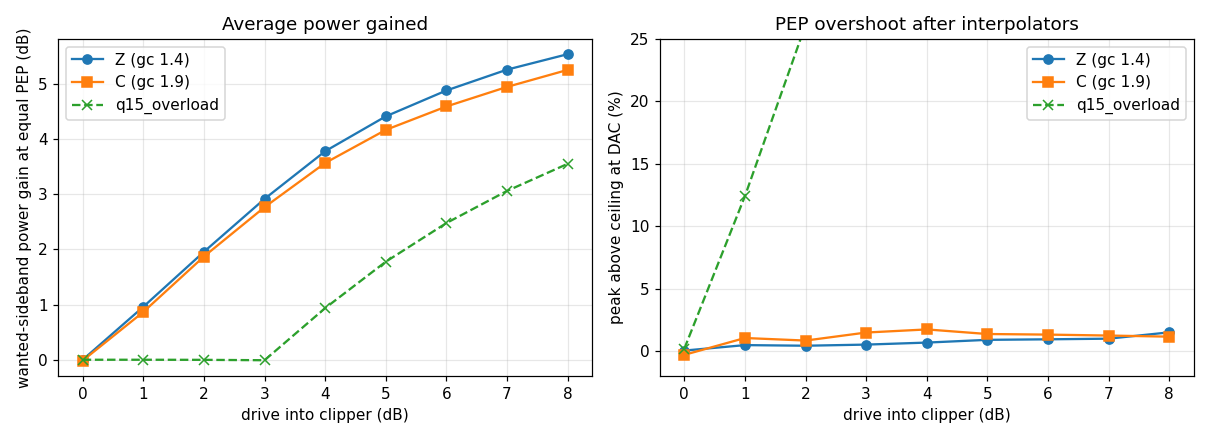 Average power gained
wanted-sideband power gain at equal PEP (dB)
5
4
3
2
1
0
Z (gc 1.4)
C (gc 1.9)
q15_overload
0 1 2 3 4 5 6 7 8
drive into clipper (dB)
PEP overshoot after interpolators
peak above ceiling at DAC (%)
25
20
15
10
5
0
Z (gc 1.4)
C (gc 1.9)
q15_overload
0 1 2 3 4 5 6 7 8
drive into clipper (dB)